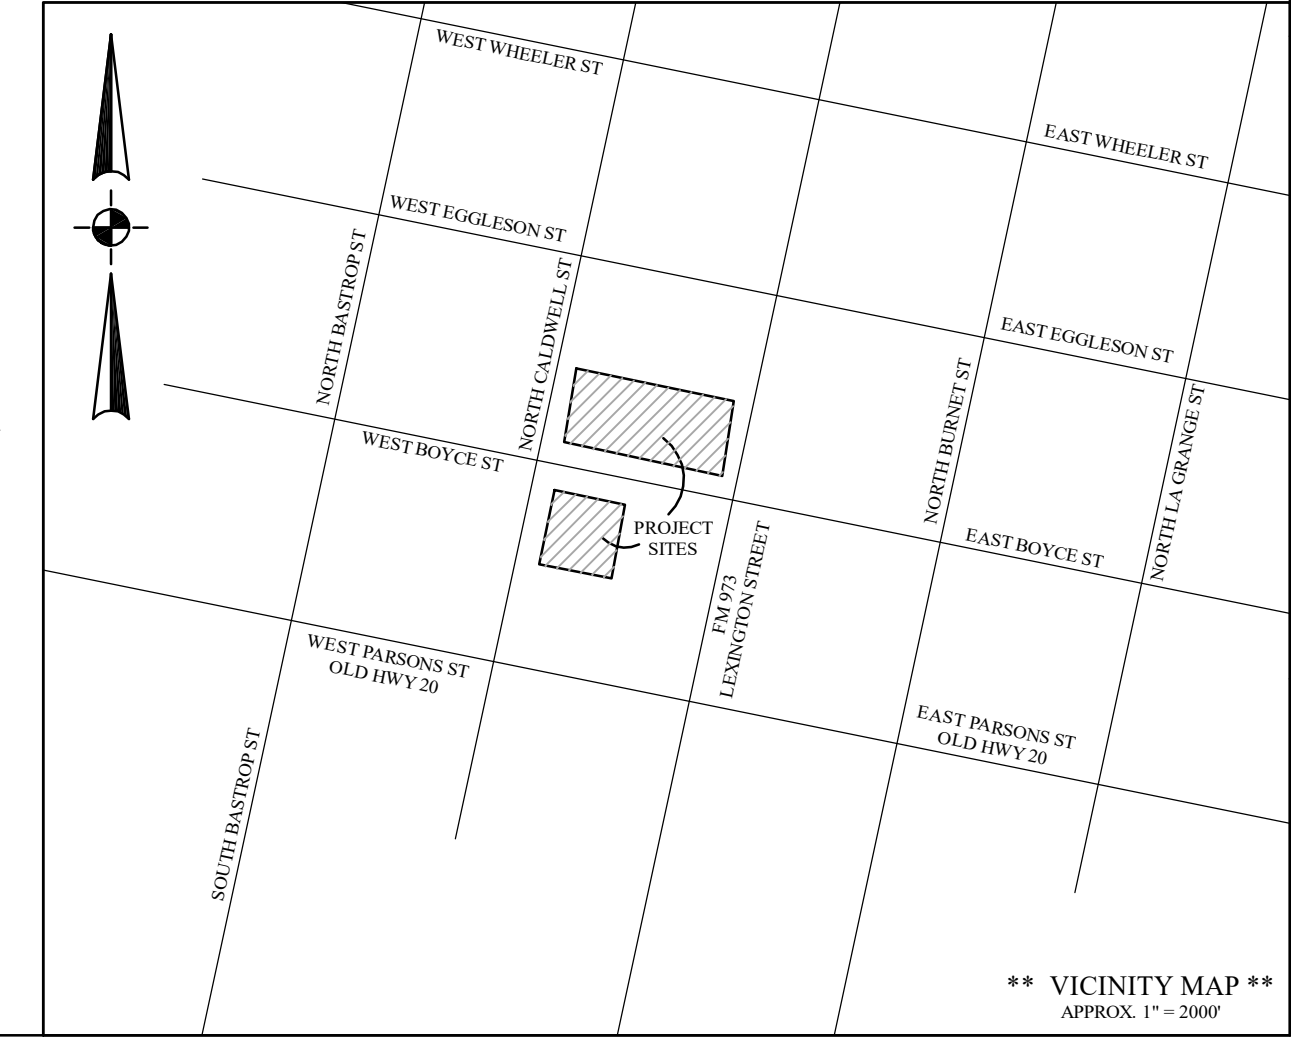 WEST WHEELER ST
EAST WHEELER ST
WEST EGGLESON ST
NORTH BASTROP ST
NORTH CALDWELL ST
EAST EGGLESON ST
NORTH BURNET ST
NORTH LA GRANGE ST
WEST BOYCE ST
PROJECT
SITES
EAST BOYCE ST
FM 973
LEXINGTON STREET
WEST PARSONS ST
OLD HWY 20
EAST PARSONS ST
OLD HWY 20
SOUTH BASTROP ST
** VICINITY MAP **
APPROX. 1" = 2000'